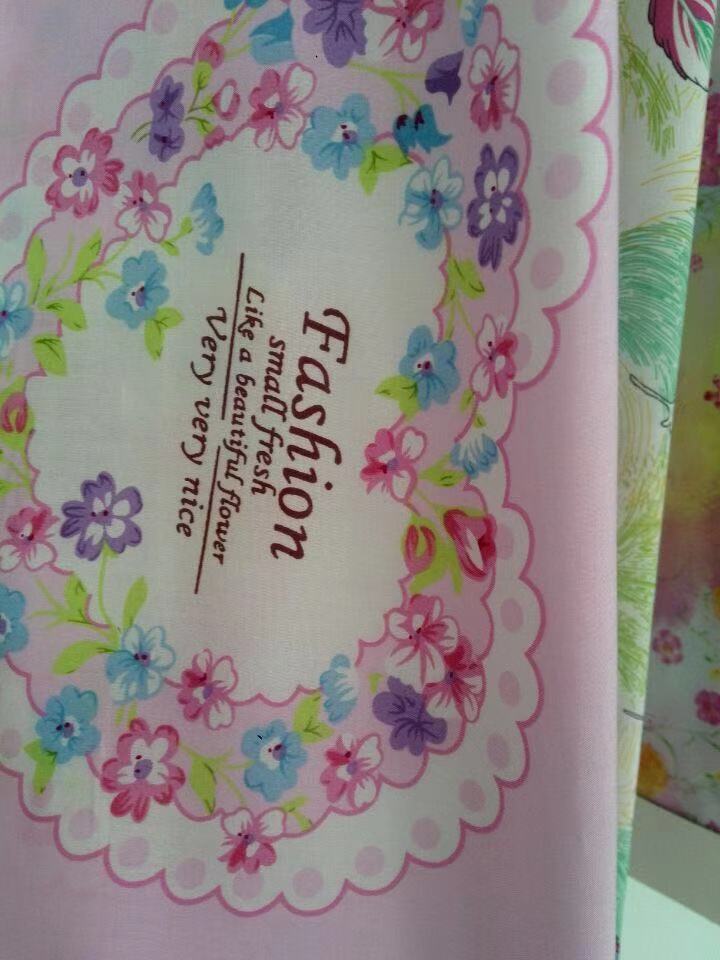 Fashion
small fresh
Like a beautiful flower
Very very nice